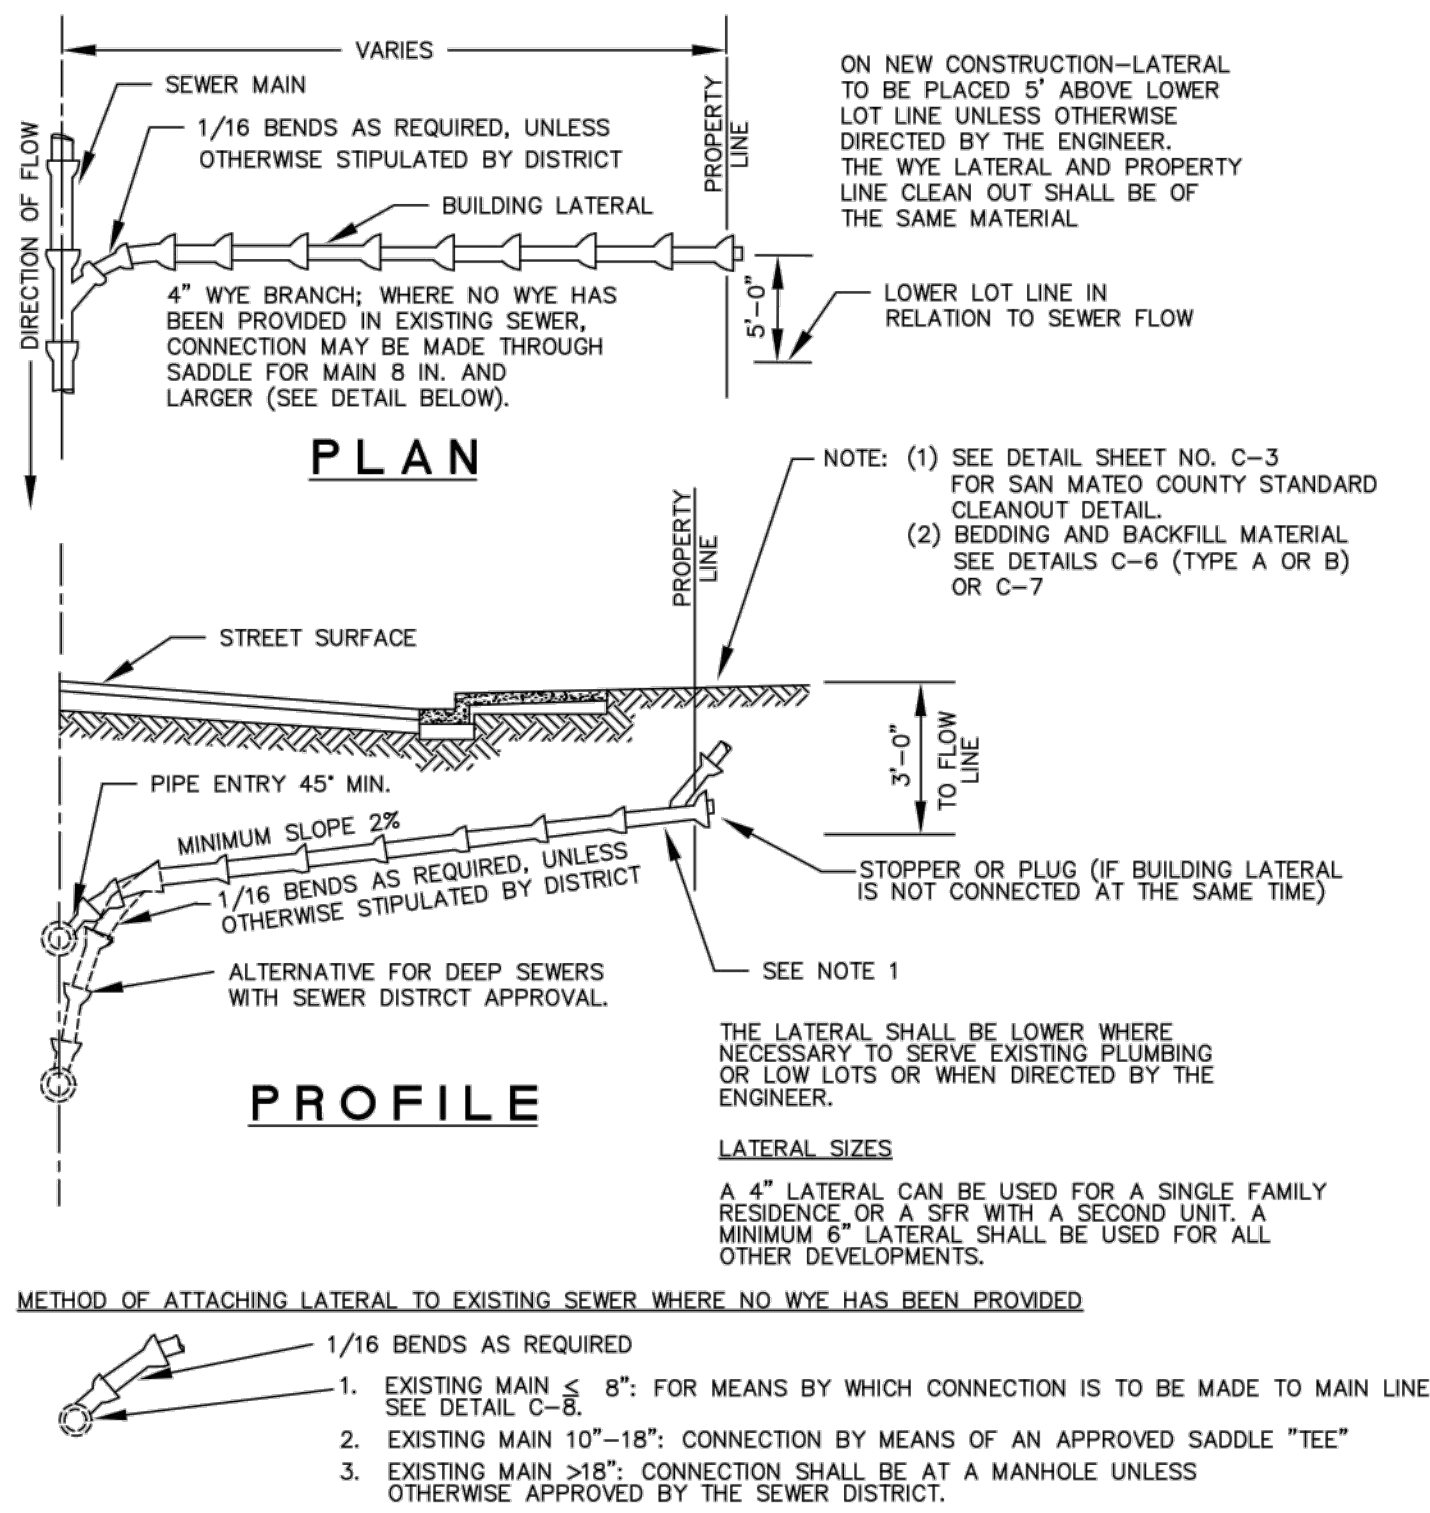 VARIES
SEWER MAIN
1/16 BENDS AS REQUIRED, UNLESS
OTHERWISE STIPULATED BY DISTRICT
BUILDING LATERAL
DIRECTION OF FLOW
PROPERTY
LINE
ON NEW CONSTRUCTION-LATERAL
TO BE PLACED 5' ABOVE LOWER
LOT LINE UNLESS OTHERWISE
DIRECTED BY THE ENGINEER.
THE WYE LATERAL AND PROPERTY
LINE CLEAN OUT SHALL BE OF
THE SAME MATERIAL
4" WYE BRANCH; WHERE NO WYE HAS
BEEN PROVIDED IN EXISTING SEWER,
CONNECTION MAY BE MADE THROUGH
SADDLE FOR MAIN 8 IN. AND
LARGER (SEE DETAIL BELOW).
5'-0"
LOWER LOT LINE IN
RELATION TO SEWER FLOW
PLAN
NOTE: (1) SEE DETAIL SHEET NO. C-3
FOR SAN MATEO COUNTY STANDARD
CLEANOUT DETAIL.
(2) BEDDING AND BACKFILL MATERIAL
SEE DETAILS C-6 (TYPE A OR B)
OR C-7
PROPERTY
LINE
STREET SURFACE
3'-0"
TO FLOW
LINE
PIPE ENTRY 45° MIN.
MINIMUM SLOPE 2%
1/16 BENDS AS REQUIRED, UNLESS
OTHERWISE STIPULATED BY DISTRICT
STOPPER OR PLUG (IF BUILDING LATERAL
IS NOT CONNECTED AT THE SAME TIME)
ALTERNATIVE FOR DEEP SEWERS
WITH SEWER DISTRCT APPROVAL.
SEE NOTE 1
THE LATERAL SHALL BE LOWER WHERE
NECESSARY TO SERVE EXISTING PLUMBING
OR LOW LOTS OR WHEN DIRECTED BY THE
ENGINEER.
PROFILE
LATERAL SIZES
A 4" LATERAL CAN BE USED FOR A SINGLE FAMILY
RESIDENCE OR A SFR WITH A SECOND UNIT. A
MINIMUM 6" LATERAL SHALL BE USED FOR ALL
OTHER DEVELOPMENTS.
METHOD OF ATTACHING LATERAL TO EXISTING SEWER WHERE NO WYE HAS BEEN PROVIDED
1/16 BENDS AS REQUIRED
1. EXISTING MAIN ≤ 8": FOR MEANS BY WHICH CONNECTION IS TO BE MADE TO MAIN LINE
SEE DETAIL C-8.
2. EXISTING MAIN 10"-18": CONNECTION BY MEANS OF AN APPROVED SADDLE "TEE"
3. EXISTING MAIN >18": CONNECTION SHALL BE AT A MANHOLE UNLESS
OTHERWISE APPROVED BY THE SEWER DISTRICT.